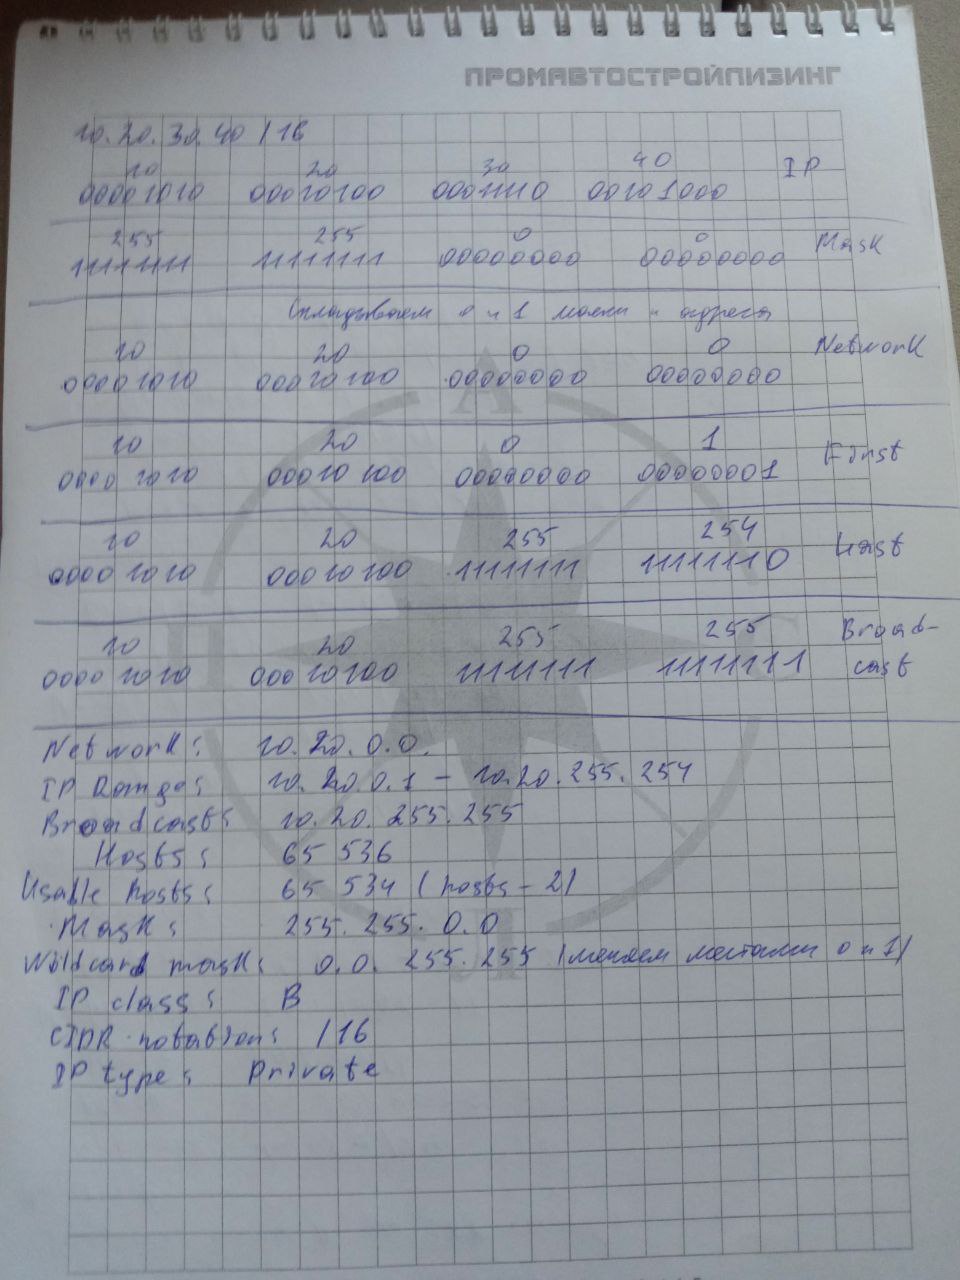 ПРОМАВТОСТРОЙЛИЗИНГ
10.20.30.40 /16
10 20 30 40 IP
00001010 00010100 00011110 00101000
255 255 0 0 Mask
11111111 11111111 00000000 00000000
Складываем 0 и 1 маски и адреса
10 20 0 0 Network
00001010 00010100 00000000 00000000
10 20 0 1 First
00001010 00010100 00000000 00000001
10 20 255 254 Last
00001010 00010100 11111111 11111110
10 20 255 255 Broad-
00001010 00010100 11111111 11111111 cast
Network: 10.20.0.0.
IP Range: 10.20.0.1 - 10.20.255.254
Broadcast: 10.20.255.255
Hosts: 65 536
Usable hosts: 65 534 (hosts - 2)
Mask: 255.255.0.0
Wildcard mask: 0.0.255.255 (меняем местами 0 и 1)
IP class: B
CIDR notation: /16
IP type: Private